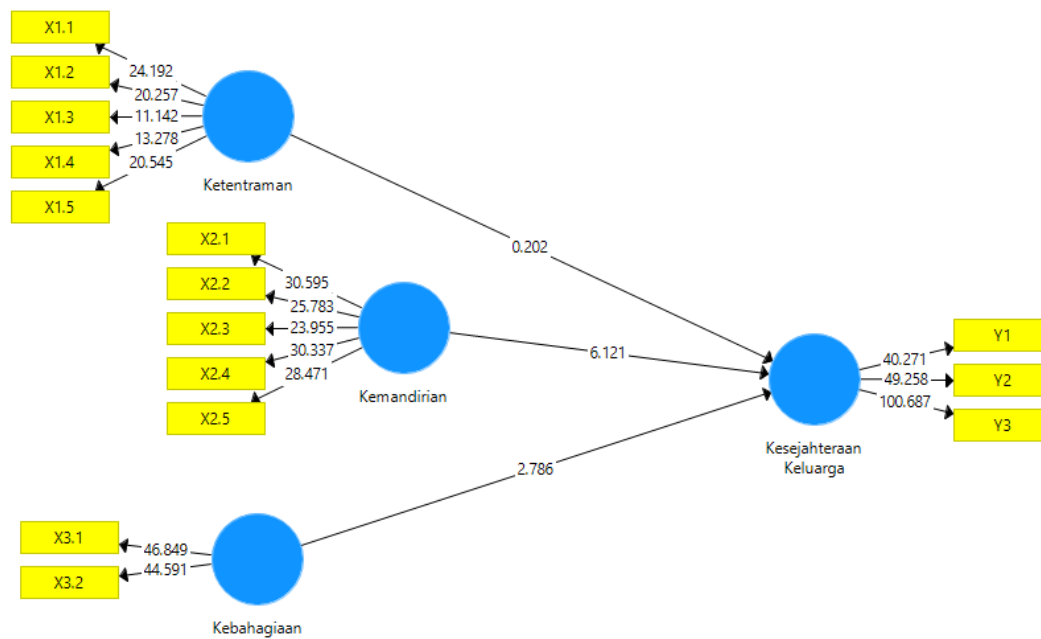 X1.1
X1.2
X1.3
X1.4
X1.5
24.192
20.257
11.142
13.278
20.545
Ketentraman
0.202
X2.1
X2.2
X2.3
X2.4
X2.5
30.595
25.783
23.955
30.337
28.471
Kemandirian
6.121
X3.1
X3.2
46.849
44.591
Kebahagiaan
2.786
Kesejahteraan
Keluarga
40.271
49.258
100.687
Y1
Y2
Y3